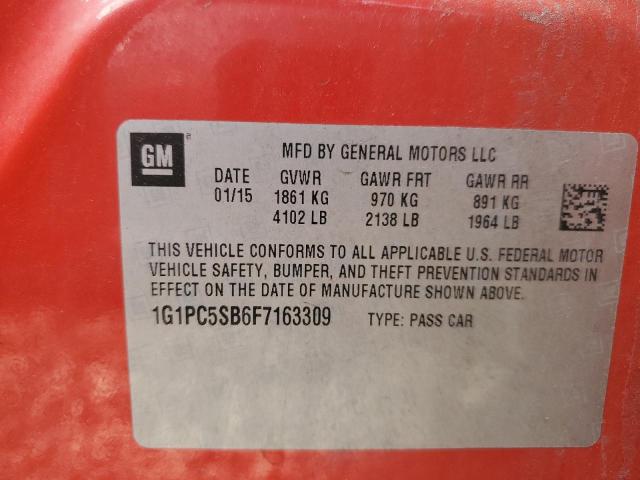 GM
MFD BY GENERAL MOTORS LLC
DATE GVWR GAWR FRT GAWR RR
01/15 1861 KG 970 KG 891 KG
4102 LB 2138 LB 1964 LB
THIS VEHICLE CONFORMS TO ALL APPLICABLE U.S. FEDERAL MOTOR
VEHICLE SAFETY, BUMPER, AND THEFT PREVENTION STANDARDS IN
EFFECT ON THE DATE OF MANUFACTURE SHOWN ABOVE.
1G1PC5SB6F7163309 TYPE: PASS CAR